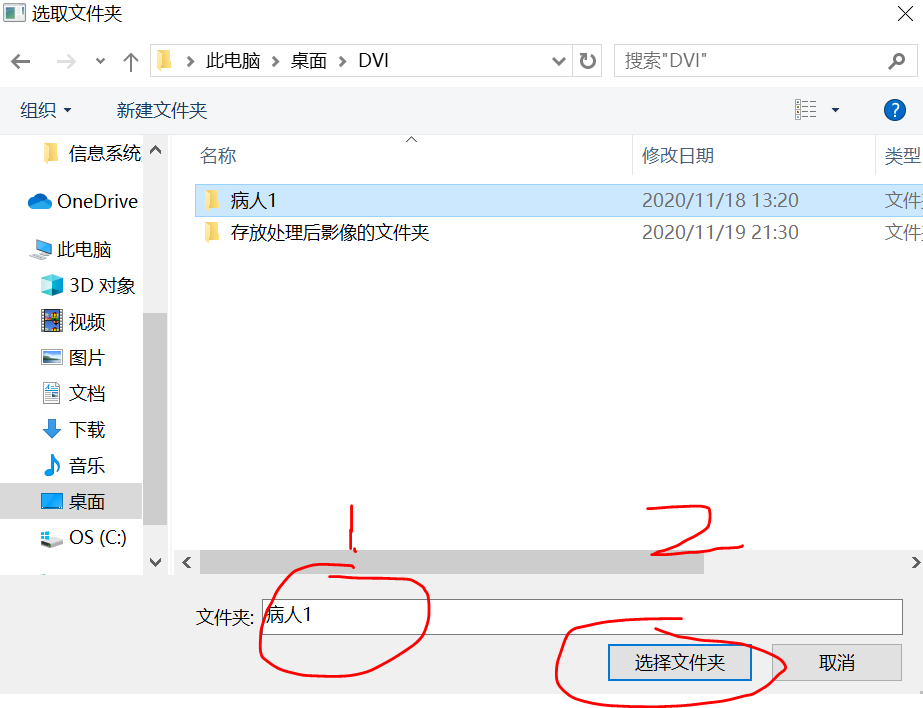 选取文件夹
此电脑 > 桌面 > DVI
搜索"DVI"
组织
新建文件夹
?
信息系统
OneDrive
此电脑
3D 对象
视频
图片
文档
下载
音乐
桌面
OS (C:)
名称 修改日期 类型
病人1 2020/11/18 13:20 文件
存放处理后影像的文件夹 2020/11/19 21:30 文件
1.
2
文件夹: 病人1
选择文件夹 取消